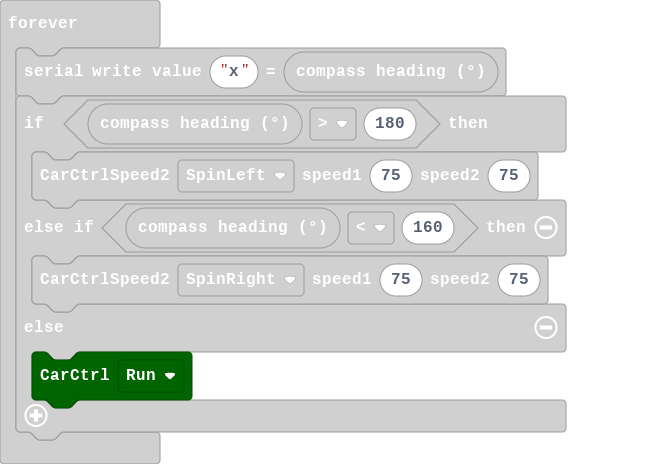 forever
serial write value "x" = compass heading (°)
if compass heading (°) > 180 then
CarCtrlSpeed2 SpinLeft speed1 75 speed2 75
else if compass heading (°) < 160 then
CarCtrlSpeed2 SpinRight speed1 75 speed2 75
else
CarCtrl Run